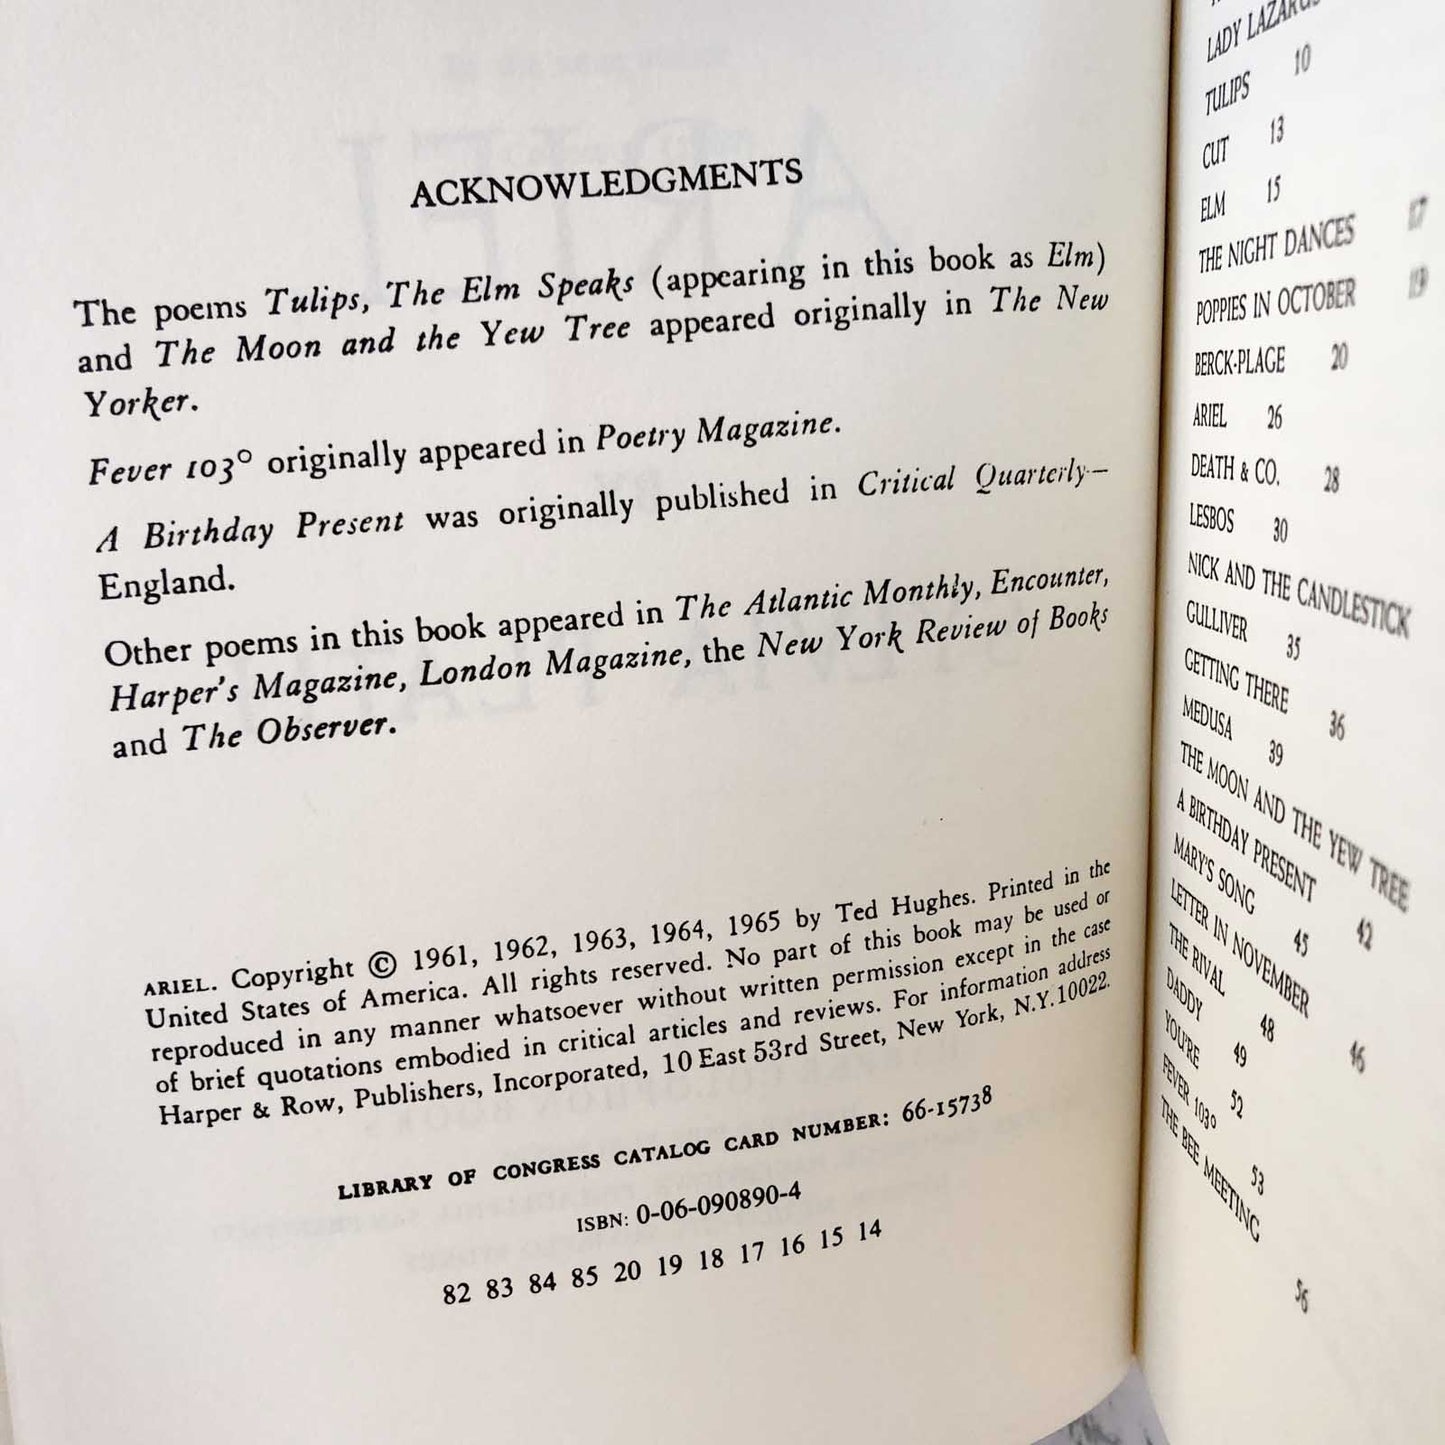 ACKNOWLEDGMENTS
The poems Tulips, The Elm Speaks (appearing in this book as Elm)
and The Moon and the Yew Tree appeared originally in The New
Yorker.
Fever 103° originally appeared in Poetry Magazine.
A Birthday Present was originally published in Critical Quarterly—
England.
Other poems in this book appeared in The Atlantic Monthly, Encounter,
Harper's Magazine, London Magazine, the New York Review of Books
and The Observer.
ARIEL. Copyright © 1961, 1962, 1963, 1964, 1965 by Ted Hughes. Printed in the
United States of America. All rights reserved. No part of this book may be used or
reproduced in any manner whatsoever without written permission except in the case
of brief quotations embodied in critical articles and reviews. For information address
Harper & Row, Publishers, Incorporated, 10 East 53rd Street, New York, N.Y. 10022.
LIBRARY OF CONGRESS CATALOG CARD NUMBER: 66-15738
ISBN: 0-06-090890-4
82 83 84 85 20 19 18 17 16 15 14
LADY LAZARUS
TULIPS 10
CUT 13
ELM 15
THE NIGHT DANCES 17
POPPIES IN OCTOBER 19
BERCK-PLAGE 20
ARIEL 26
DEATH & CO. 28
LESBOS 30
NICK AND THE CANDLESTICK
GULLIVER 35
GETTING THERE 36
MEDUSA 39
THE MOON AND THE YEW TREE
A BIRTHDAY PRESENT 42
MARY'S SONG 45
LETTER IN NOVEMBER 46
THE RIVAL 48
DADDY 49
YOU'RE 52
FEVER 103° 53
THE BEE MEETING 56